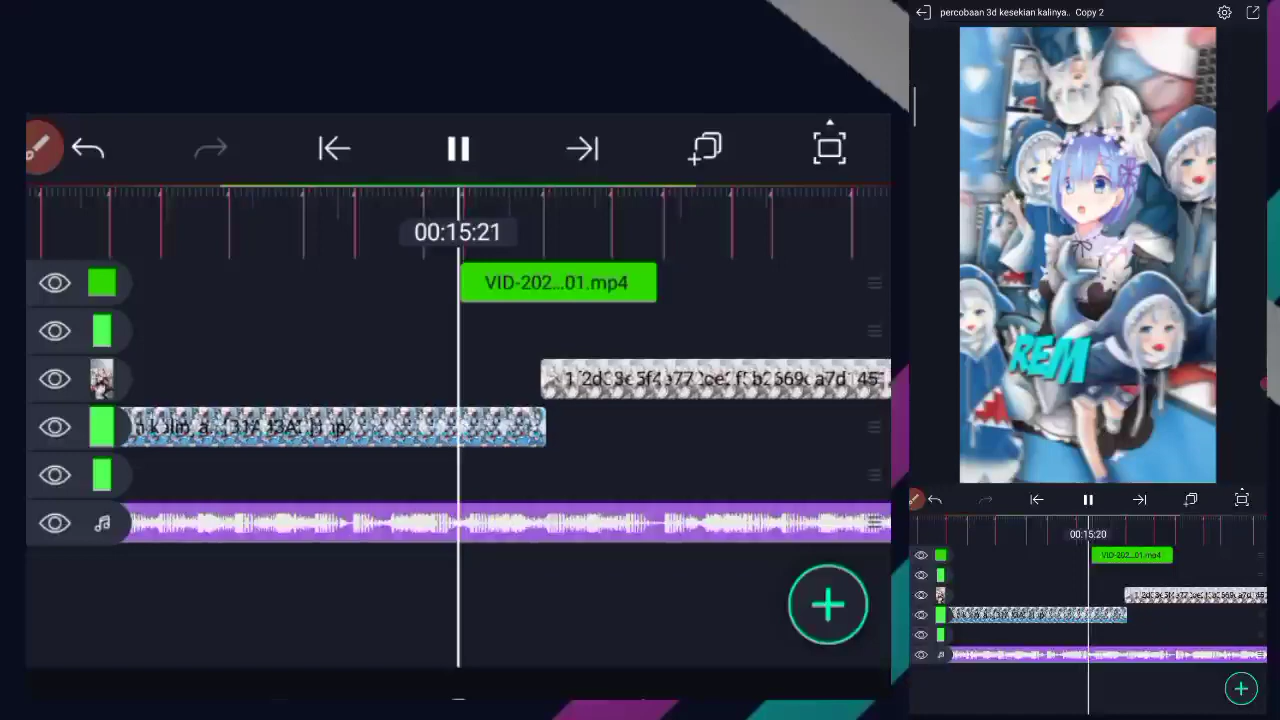 percobaan 3d kesekian kalinya.. Copy 2
00:15:21
VID-202...01.mp4
REM
00:15:20
VID-202...01.mp4